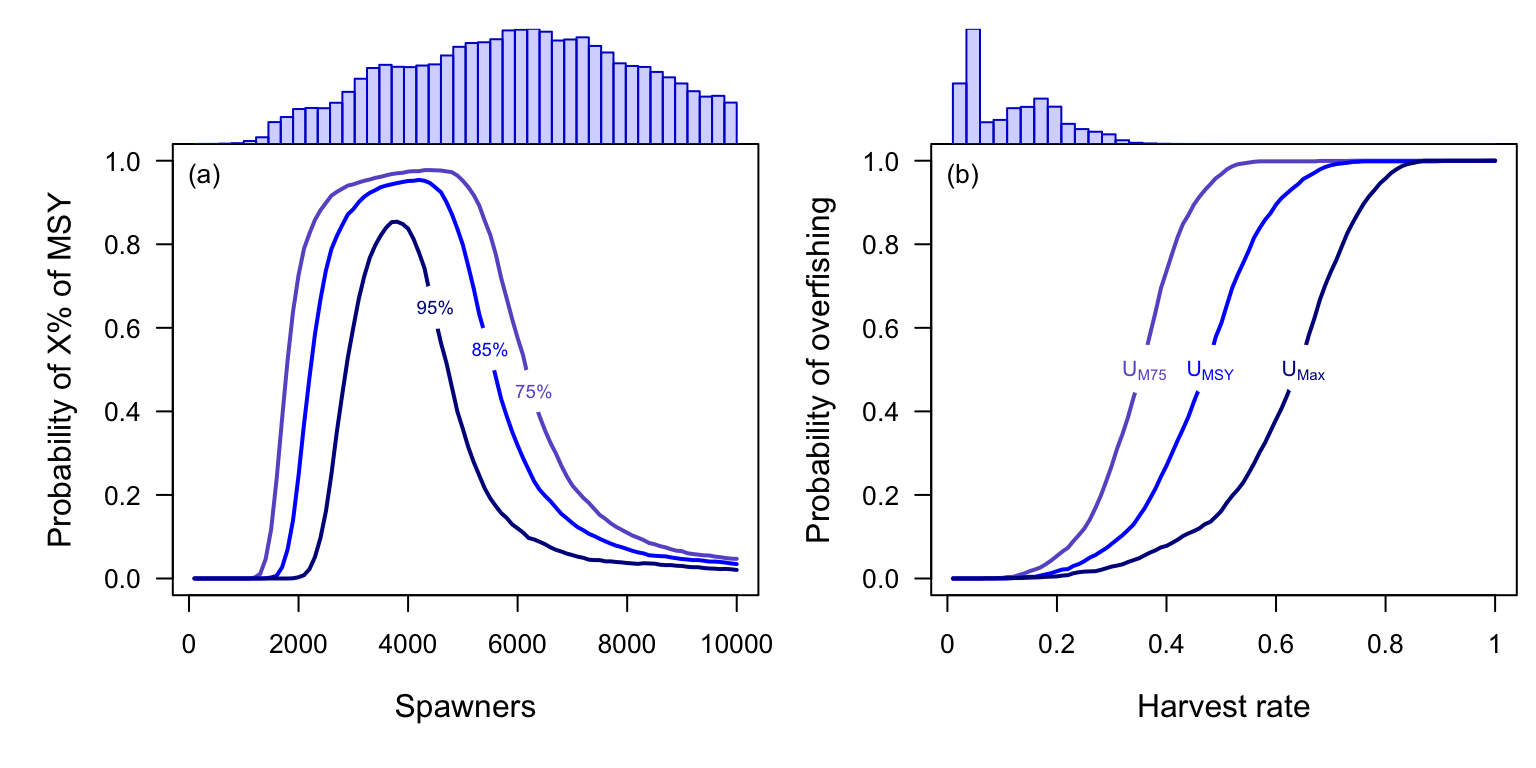 (a)
Probability of X% of MSY
1.0
0.8
0.6
0.4
0.2
0.0
95%
85%
75%
0 2000 4000 6000 8000 10000
Spawners
(b)
Probability of overfishing
1.0
0.8
0.6
0.4
0.2
0.0
UM75 UMSY UMax
0 0.2 0.4 0.6 0.8 1
Harvest rate